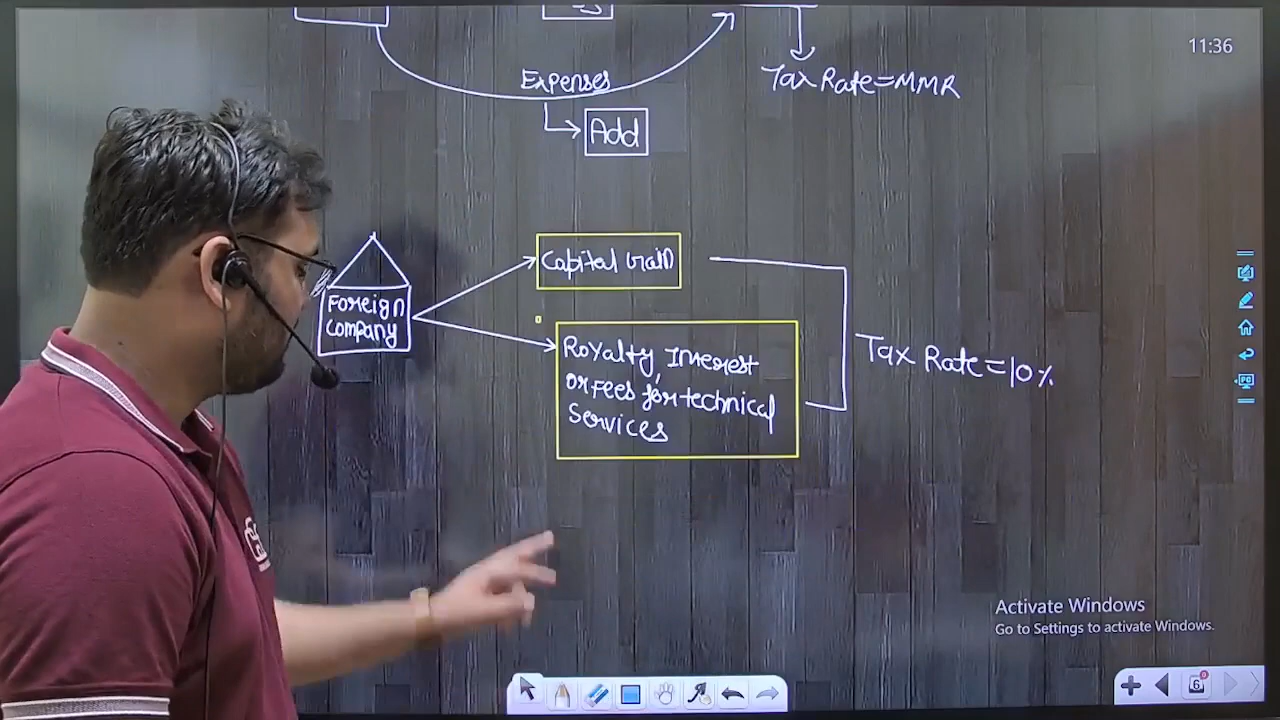 11:36
Expenses
Tax Rate=MMR
Add
Capital Gain
Foreign
Company
Royalty, Interest
or Fees for technical
Services
Tax Rate=10%
Activate Windows
Go to Settings to activate Windows.
6